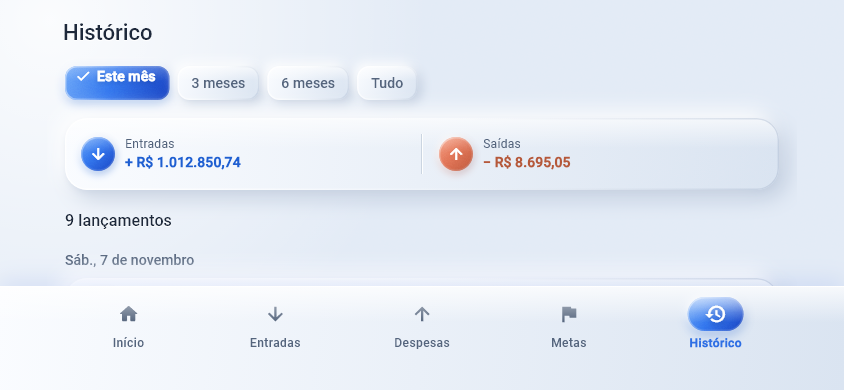 Histórico
Este mês
3 meses
6 meses
Tudo
Entradas
+ R$ 1.012.850,74
Saídas
− R$ 8.695,05
9 lançamentos
Sáb., 7 de novembro
Início
Entradas
Despesas
Metas
Histórico